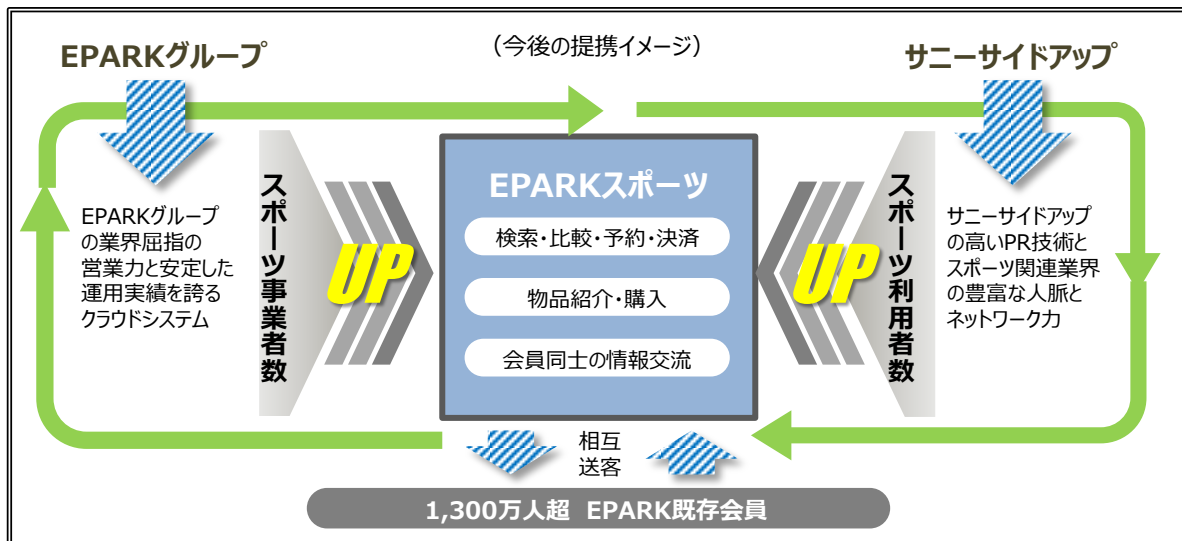 (今後の提携イメージ)
EPARKグループ
サニーサイドアップ
EPARKグループ
の業界屈指の
営業力と安定した
運用実績を誇る
クラウドシステム
スポーツ事業者数
UP
EPARKスポーツ
検索・比較・予約・決済
物品紹介・購入
会員同士の情報交流
UP
スポーツ利用者数
サニーサイドアップ
の高いPR技術と
スポーツ関連業界
の豊富な人脈と
ネットワーク力
相互
送客
1,300万人超 EPARK既存会員